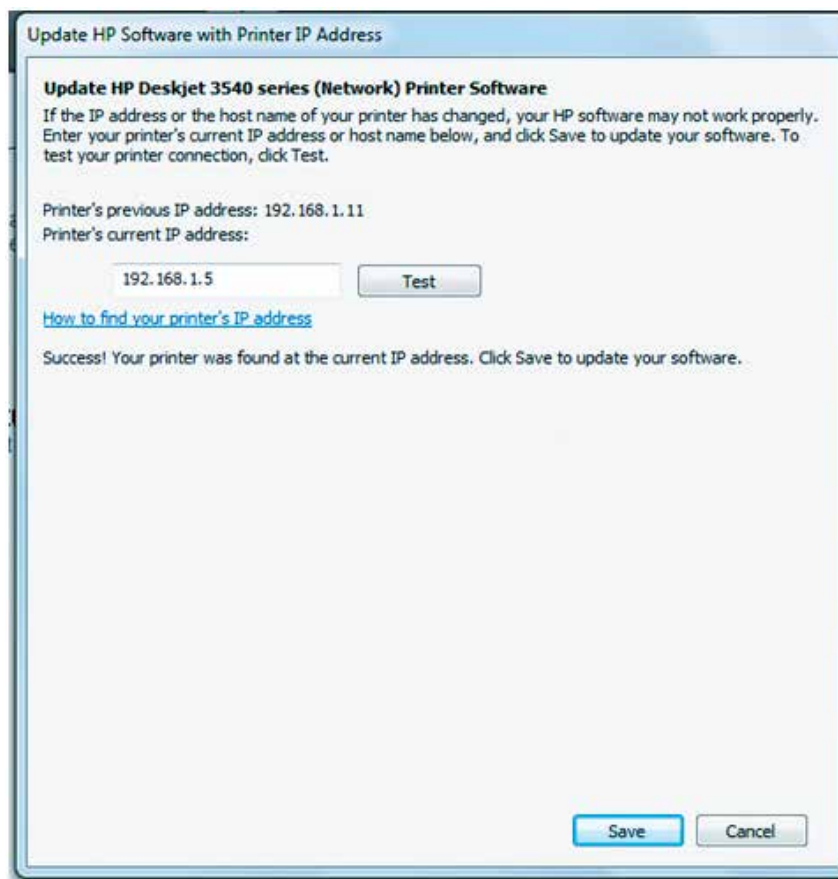 Update HP Software with Printer IP Address
Update HP Deskjet 3540 series (Network) Printer Software
If the IP address or the host name of your printer has changed, your HP software may not work properly.
Enter your printer's current IP address or host name below, and click Save to update your software. To
test your printer connection, click Test.
Printer's previous IP address: 192.168.1.11
Printer's current IP address:
192.168.1.5
Test
How to find your printer's IP address
Success! Your printer was found at the current IP address. Click Save to update your software.
Save
Cancel